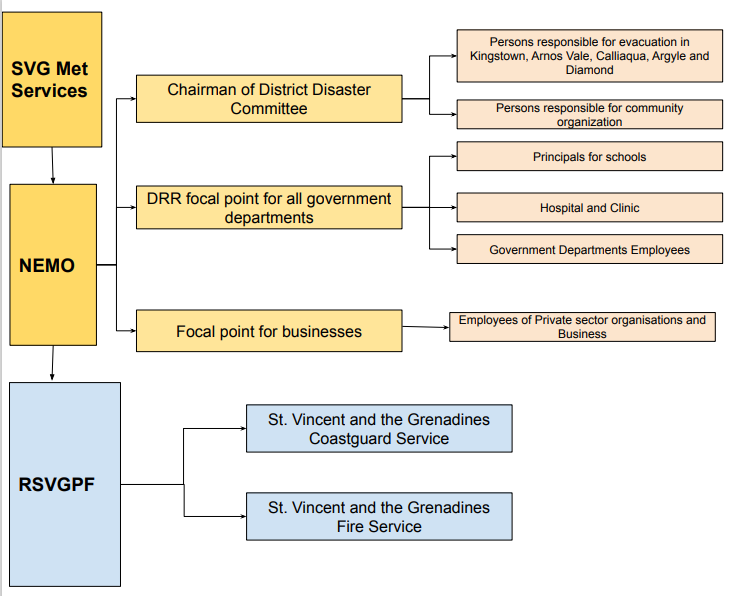 SVG Met
Services
Chairman of District Disaster
Committee
Persons responsible for evacuation in
Kingstown, Arnos Vale, Calliaqua, Argyle and
Diamond
Persons responsible for community
organization
NEMO
DRR focal point for all government
departments
Principals for schools
Hospital and Clinic
Government Departments Employees
Focal point for businesses
Employees of Private sector organisations and
Business
RSVGPF
St. Vincent and the Grenadines
Coastguard Service
St. Vincent and the Grenadines
Fire Service